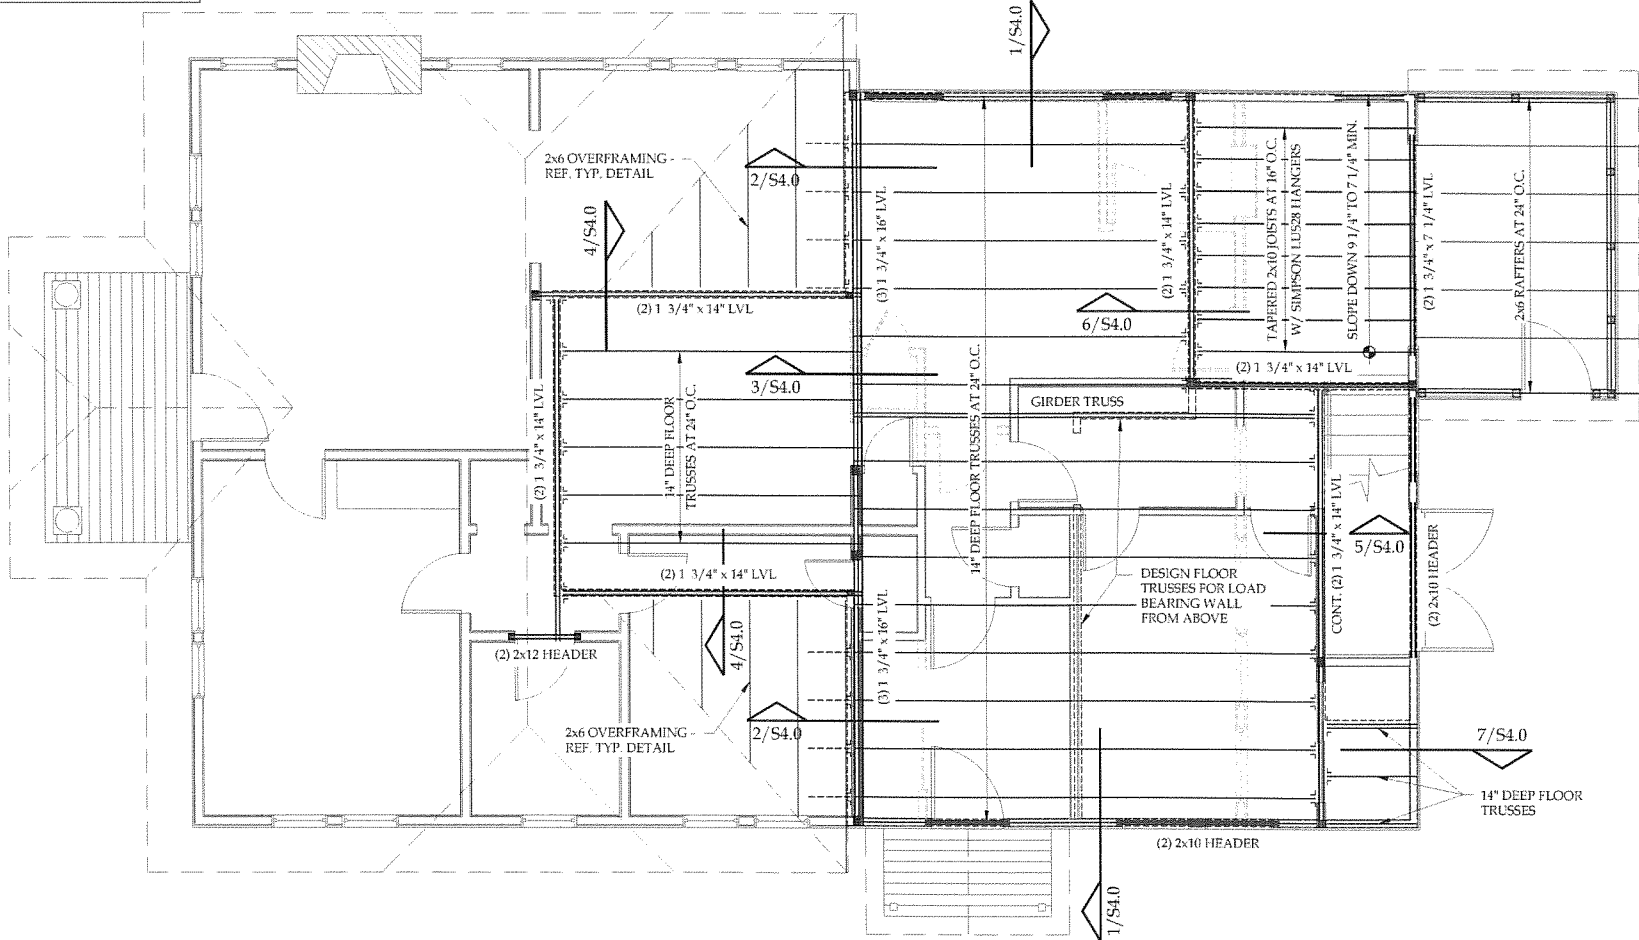 1/S4.0
2x6 OVERFRAMING -
REF. TYP. DETAIL
2/S4.0
4/S4.0
(3) 1 3/4" x 16" LVL
(2) 1 3/4" x 14" LVL
TAPERED 2x10 JOISTS AT 16" O.C.
W/ SIMPSON LUS28 HANGERS
SLOPE DOWN 9 1/4" TO 7 1/4" MIN.
(2) 1 3/4" x 7 1/4" LVL
2x6 RAFTERS AT 24" O.C.
(2) 1 3/4" x 14" LVL
6/S4.0
3/S4.0
(2) 1 3/4" x 14" LVL
GIRDER TRUSS
(2) 1 3/4" x 14" LVL
14" DEEP FLOOR
TRUSSES AT 24" O.C.
14" DEEP FLOOR TRUSSES AT 24" O.C.
CONT. (2) 1 3/4" x 14" LVL
5/S4.0
(2) 2x10 HEADER
(2) 1 3/4" x 14" LVL
DESIGN FLOOR
TRUSSES FOR LOAD
BEARING WALL
FROM ABOVE
(2) 2x12 HEADER
4/S4.0
(3) 1 3/4" x 16" LVL
2x6 OVERFRAMING -
REF. TYP. DETAIL
2/S4.0
7/S4.0
14" DEEP FLOOR
TRUSSES
(2) 2x10 HEADER
1/S4.0